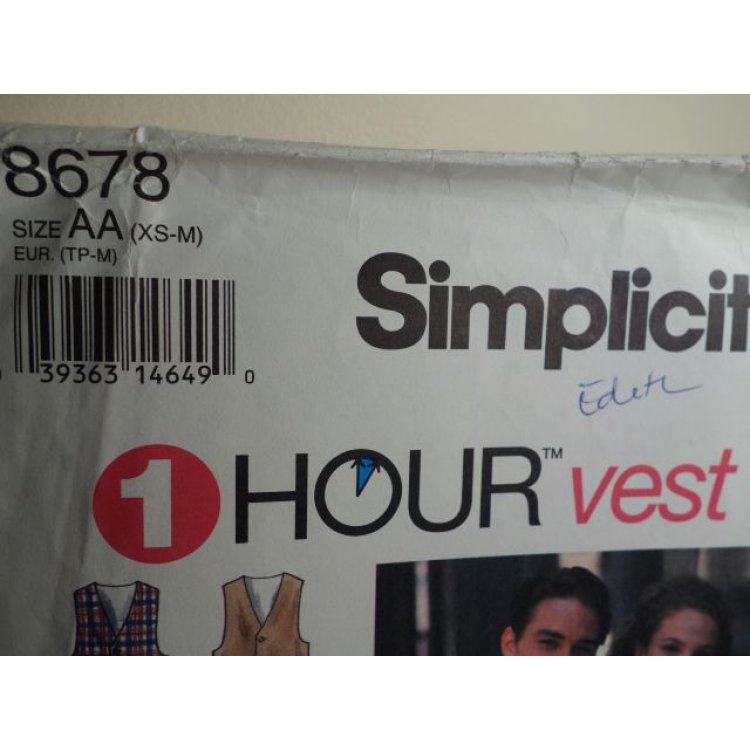 8678
SIZE AA (XS-M)
EUR. (TP-M)
Simplicit
39363 14649 0
Edith
1 HOUR™ vest